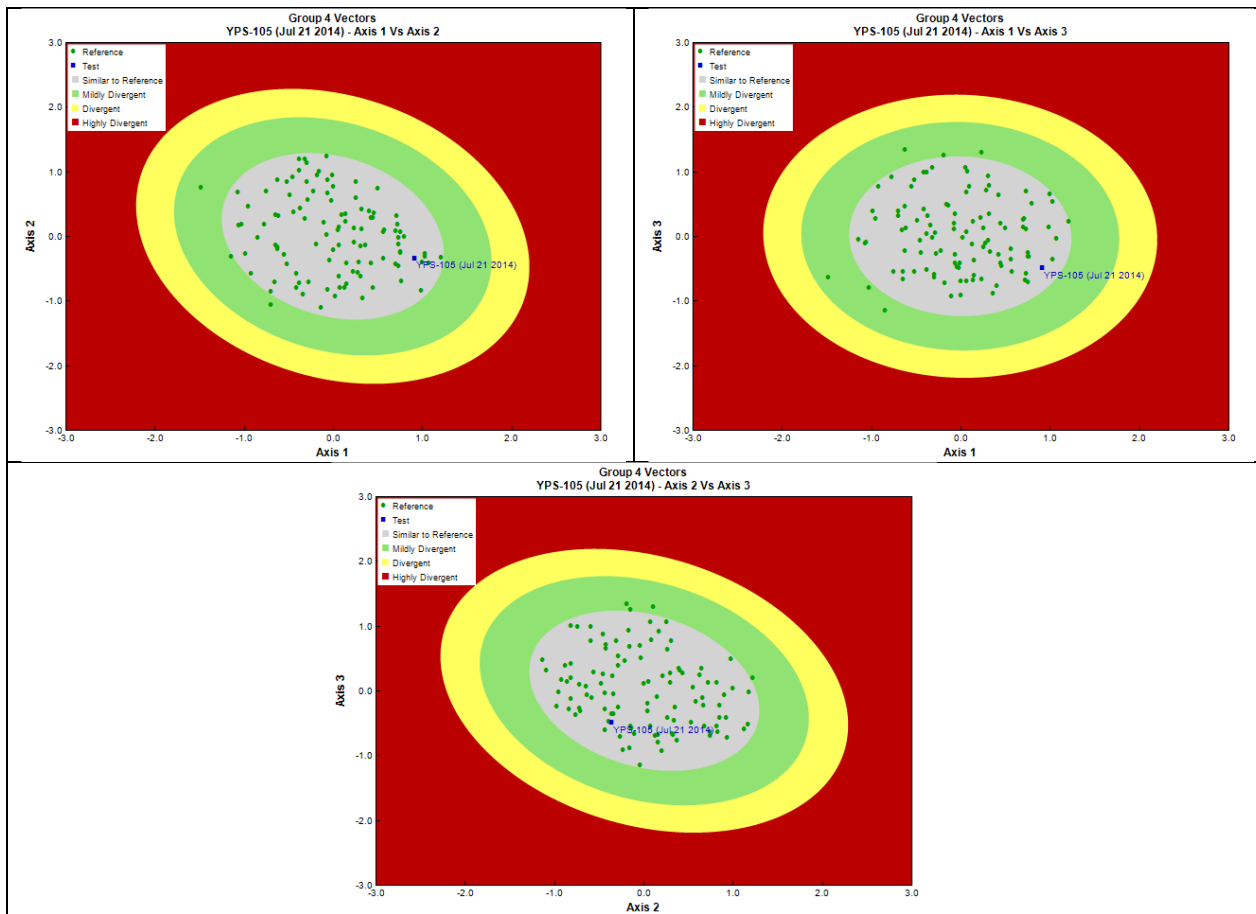 Group 4 Vectors
YPS-105 (Jul 21 2014) - Axis 1 Vs Axis 2
3.0
2.0
1.0
0.0
-1.0
-2.0
-3.0
Axis 2
Reference
Test
Similar to Reference
Mildly Divergent
Divergent
Highly Divergent
YPS-105 (Jul 21 2014)
-3.0 -2.0 -1.0 0.0 1.0 2.0 3.0
Axis 1
Group 4 Vectors
YPS-105 (Jul 21 2014) - Axis 1 Vs Axis 3
3.0
2.0
1.0
0.0
-1.0
-2.0
-3.0
Axis 3
Reference
Test
Similar to Reference
Mildly Divergent
Divergent
Highly Divergent
YPS-105 (Jul 21 2014)
-3.0 -2.0 -1.0 0.0 1.0 2.0 3.0
Axis 1
Group 4 Vectors
YPS-105 (Jul 21 2014) - Axis 2 Vs Axis 3
3.0
2.0
1.0
0.0
-1.0
-2.0
-3.0
Axis 3
Reference
Test
Similar to Reference
Mildly Divergent
Divergent
Highly Divergent
YPS-105 (Jul 21 2014)
-3.0 -2.0 -1.0 0.0 1.0 2.0 3.0
Axis 2